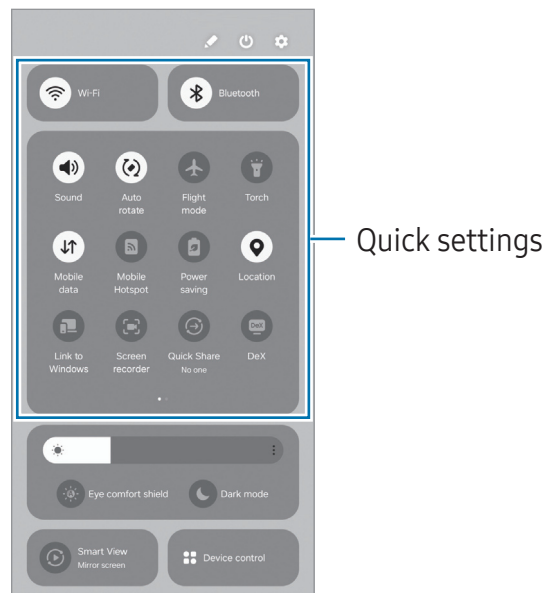 Wi-Fi
Bluetooth
Sound
Auto
rotate
Flight
mode
Torch
Mobile
data
Mobile
Hotspot
Power
saving
Location
Link to
Windows
Screen
recorder
Quick Share
No one
DeX
DeX
Quick settings
Eye comfort shield
Dark mode
Smart View
Mirror screen
Device control